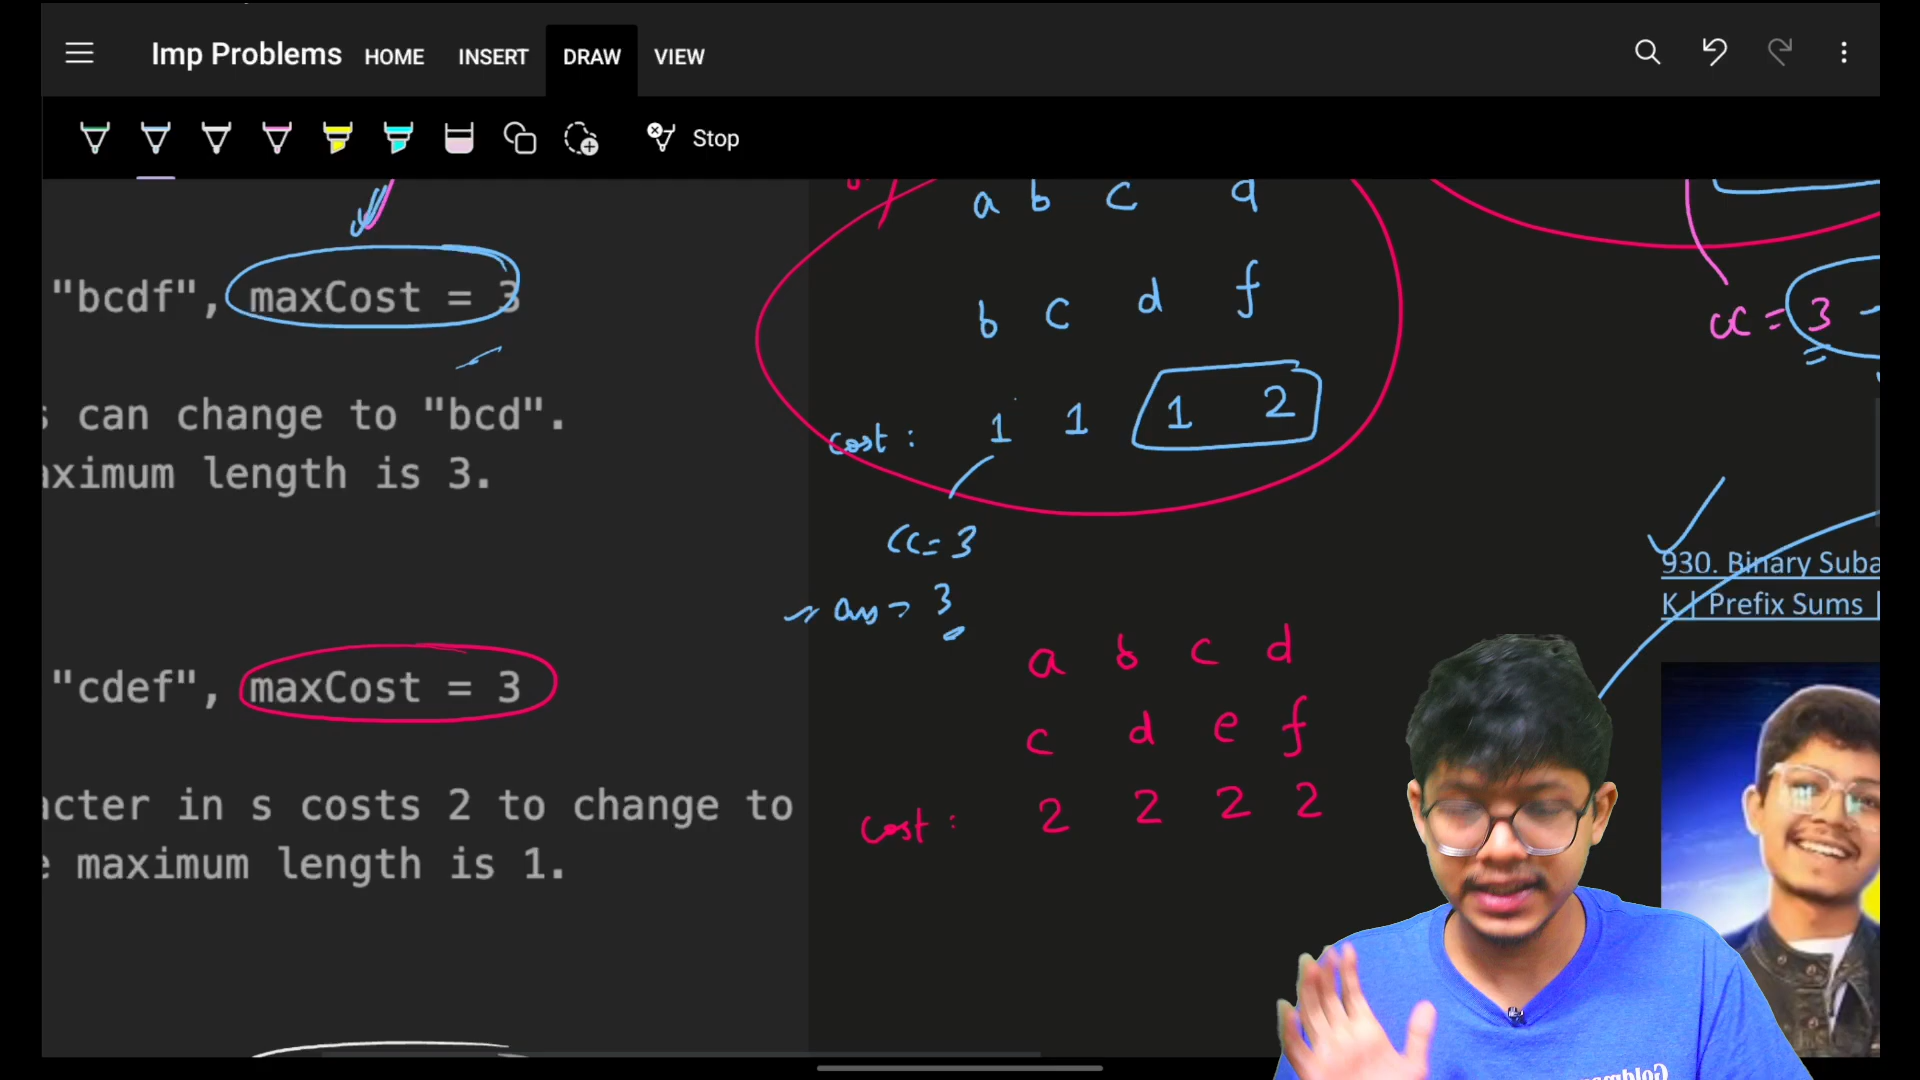 Imp Problems HOME INSERT DRAW VIEW
Stop
a b c d
"bcdf", maxCost = 3
b c d f
cc = 3
s can change to "bcd".
cost : 1 1 1 2
aximum length is 3.
cc = 3
930. Binary Suba
K | Prefix Sums |
ans = 3
a b c d
"cdef", maxCost = 3
c d e f
acter in s costs 2 to change to
cost : 2 2 2 2
e maximum length is 1.